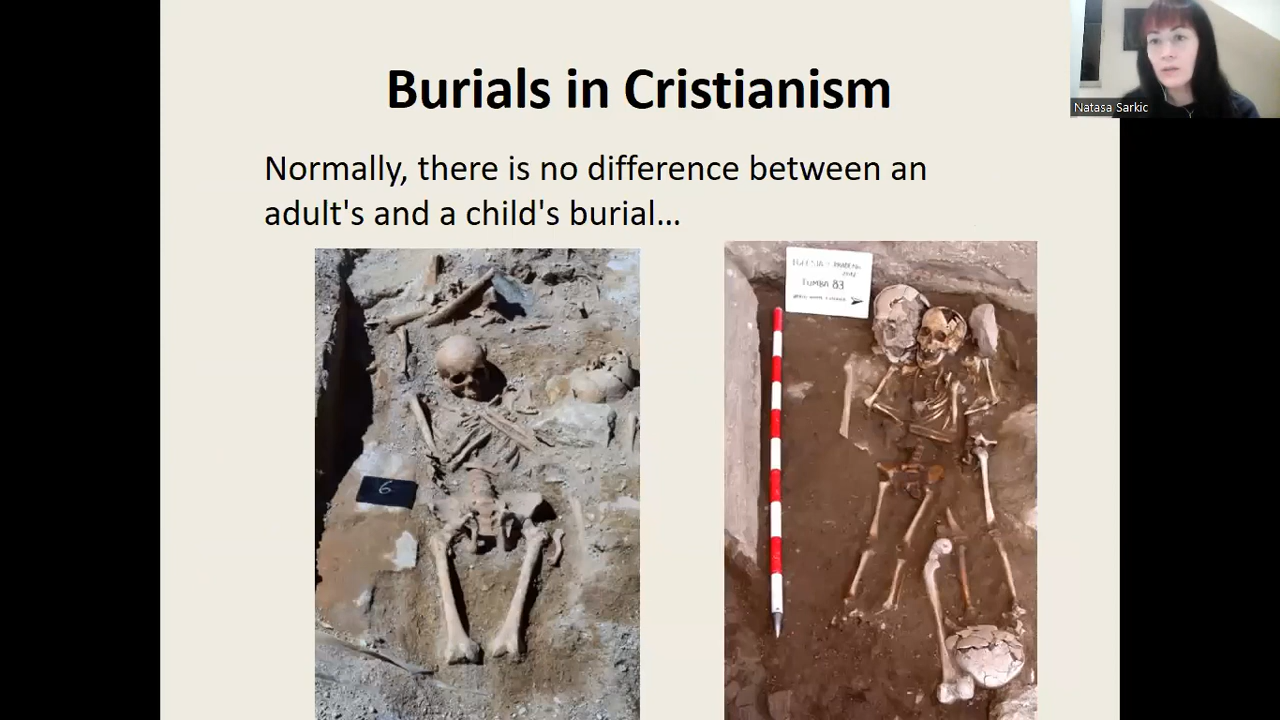 Burials in Cristianism
Natasa Sarkic
Normally, there is no difference between an
adult's and a child's burial...
TUMBA 83
6